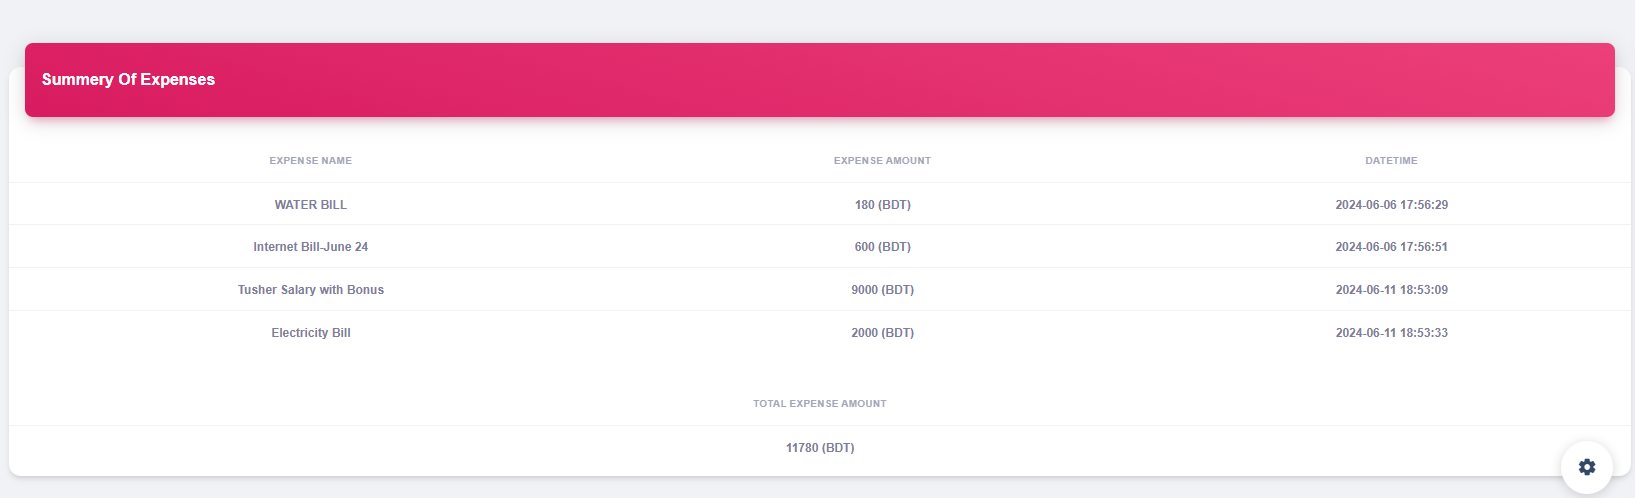 Summery Of Expenses
EXPENSE NAME EXPENSE AMOUNT DATETIME
WATER BILL 180 (BDT) 2024-06-06 17:56:29
Internet Bill-June 24 600 (BDT) 2024-06-06 17:56:51
Tusher Salary with Bonus 9000 (BDT) 2024-06-11 18:53:09
Electricity Bill 2000 (BDT) 2024-06-11 18:53:33
TOTAL EXPENSE AMOUNT
11780 (BDT)